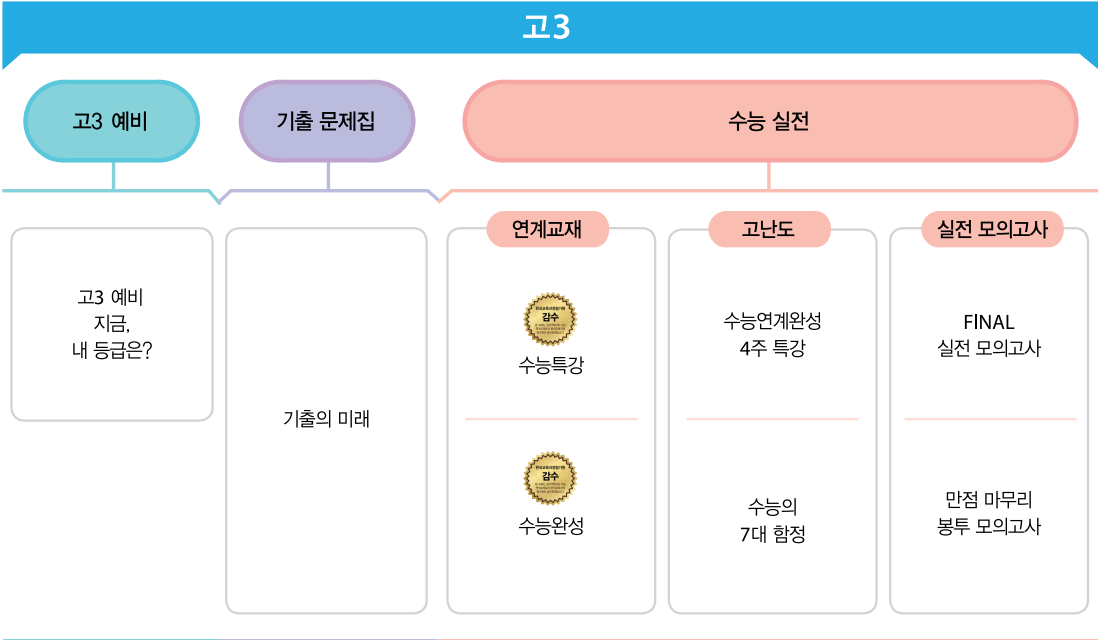 고3
고3 예비
기출 문제집
수능 실전
고3 예비
지금,
내 등급은?
기출의 미래
연계교재
감수
수능특강
감수
수능완성
고난도
수능연계완성
4주 특강
수능의
7대 함정
실전 모의고사
FINAL
실전 모의고사
만점 마무리
봉투 모의고사